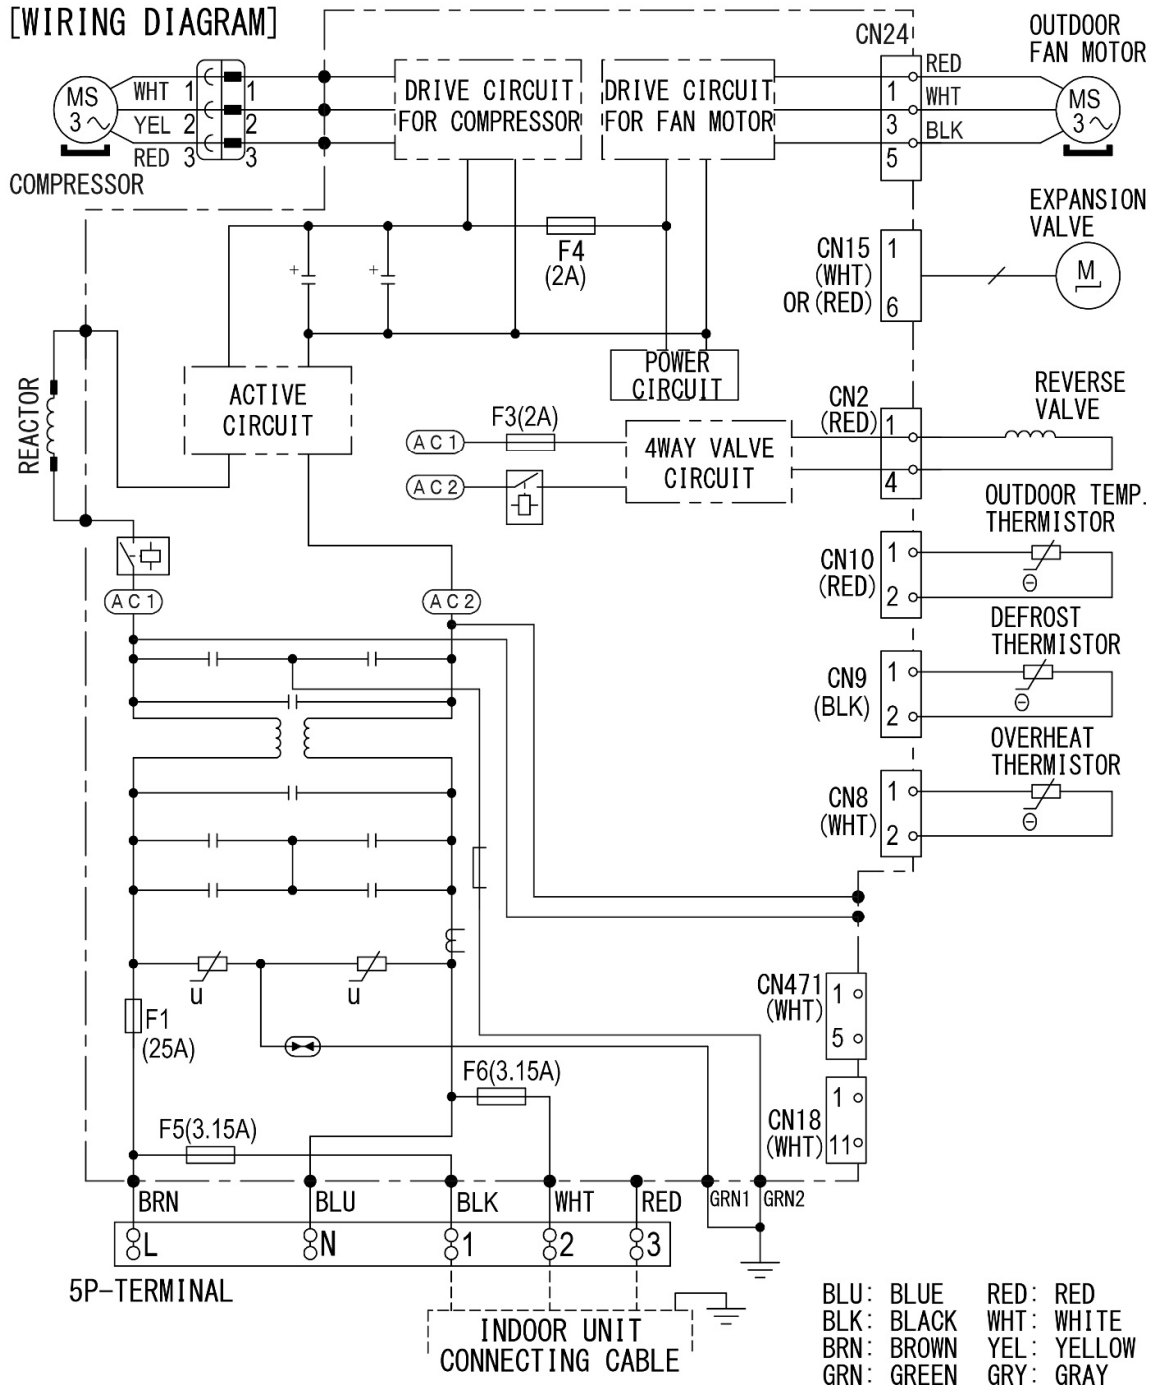 [WIRING DIAGRAM]
CN24
OUTDOOR
FAN MOTOR
MS
3
WHT 1 1
YEL 2 2
RED 3 3
COMPRESSOR
DRIVE CIRCUIT
FOR COMPRESSOR
DRIVE CIRCUIT
FOR FAN MOTOR
1
3
5
RED
WHT
BLK
MS
3
EXPANSION
VALVE
CN15
(WHT)
OR(RED)
1
6
M
F4
(2A)
+
+
REACTOR
ACTIVE
CIRCUIT
POWER
CIRCUIT
CN2
(RED)
1
4
REVERSE
VALVE
F3(2A)
AC1
AC2
4WAY VALVE
CIRCUIT
OUTDOOR TEMP.
THERMISTOR
CN10
(RED)
1
2
Θ
AC1
AC2
DEFROST
THERMISTOR
CN9
(BLK)
1
2
Θ
OVERHEAT
THERMISTOR
CN8
(WHT)
1
2
Θ
u
u
F1
(25A)
CN471
(WHT)
1
5
F6(3.15A)
CN18
(WHT)
1
11
F5(3.15A)
BRN BLU BLK WHT RED GRN1 GRN2
L N 1 2 3
5P-TERMINAL
INDOOR UNIT
CONNECTING CABLE
BLU: BLUE RED: RED
BLK: BLACK WHT: WHITE
BRN: BROWN YEL: YELLOW
GRN: GREEN GRY: GRAY